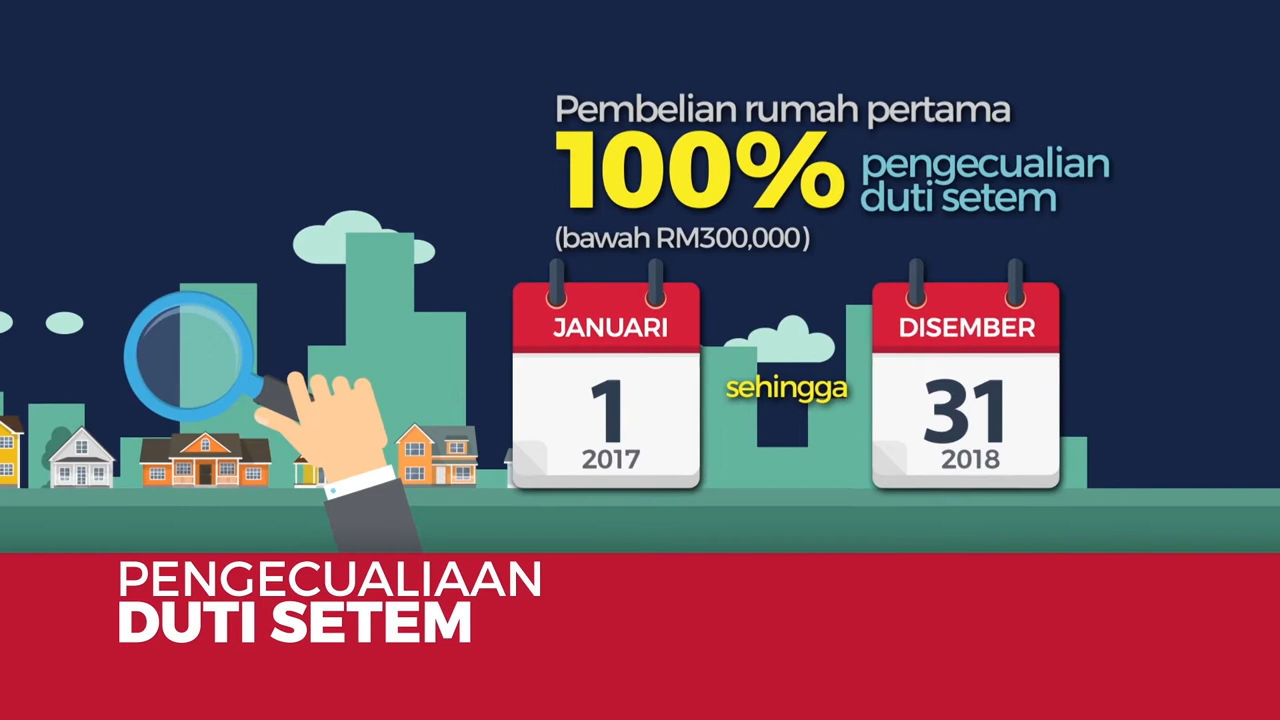 Pembelian rumah pertama
100% pengecualian
duti setem
(bawah RM300,000)
JANUARI
1
2017
sehingga
DISEMBER
31
2018
PENGECUALIAAN
DUTI SETEM